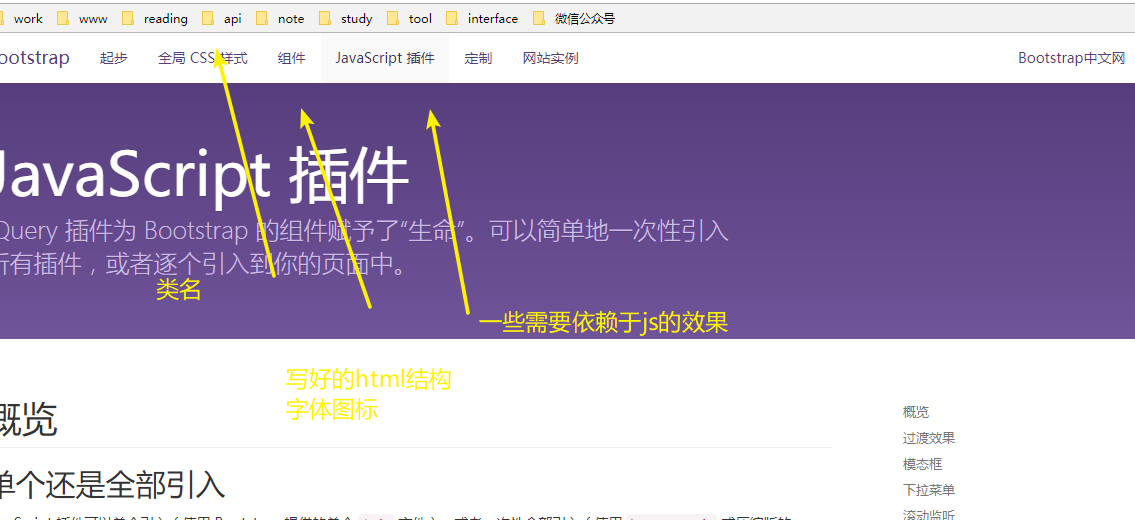 work www reading api note study tool interface 微信公众号
ootstrap 起步 全局 CSS 样式 组件 JavaScript 插件 定制 网站实例 Bootstrap中文网
JavaScript 插件
Query 插件为 Bootstrap 的组件赋予了“生命”。可以简单地一次性引入
所有插件，或者逐个引入到你的页面中。
类名
一些需要依赖于js的效果
写好的html结构
字体图标
概览
单个还是全部引入
概览
过渡效果
模态框
下拉菜单
滚动监听